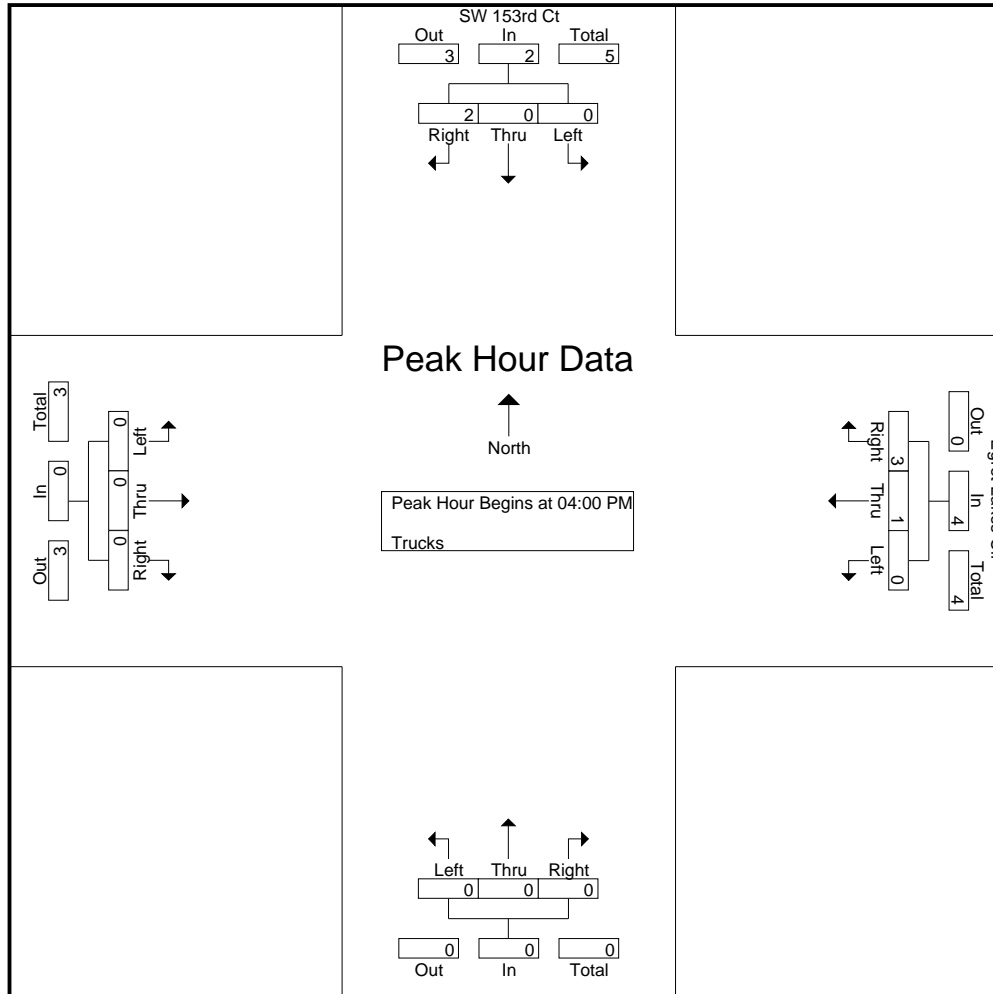 SW 153rd Ct
Out In Total
3 2 5
2 0 0
Right Thru Left
Peak Hour Data
North
Peak Hour Begins at 04:00 PM
Trucks
Total In Out
3 0 3
0 0 0
Left Thru Right
Right Thru Left
3 1 0
Out In Total
0 4 4
Left Thru Right
0 0 0
0 0 0
Out In Total